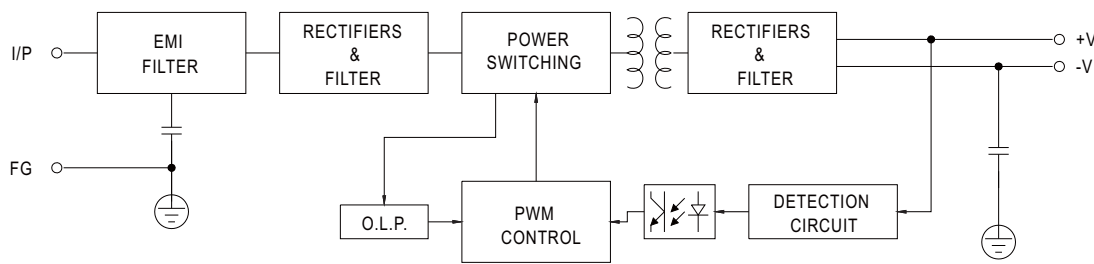 I/P
EMI
FILTER
RECTIFIERS
&
FILTER
POWER
SWITCHING
RECTIFIERS
&
FILTER
+V
-V
FG
O.L.P.
PWM
CONTROL
DETECTION
CIRCUIT